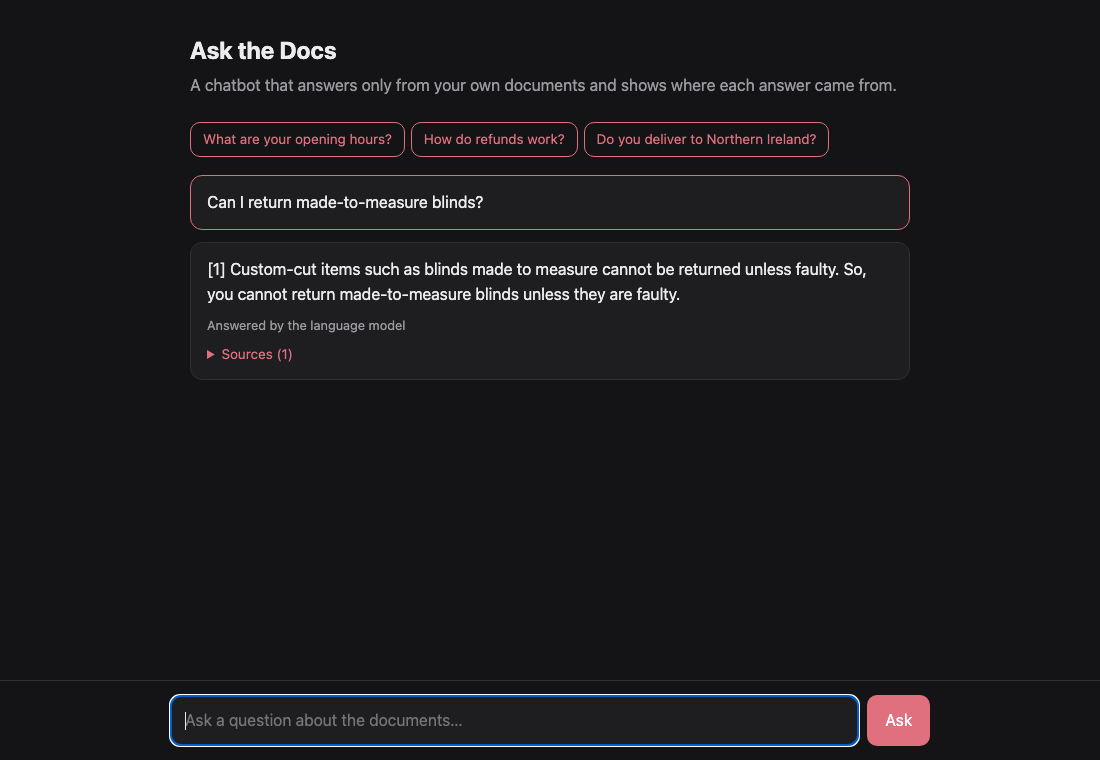 Ask the Docs
A chatbot that answers only from your own documents and shows where each answer came from.
What are your opening hours?
How do refunds work?
Do you deliver to Northern Ireland?
Can I return made-to-measure blinds?
[1] Custom-cut items such as blinds made to measure cannot be returned unless faulty. So,
you cannot return made-to-measure blinds unless they are faulty.
Answered by the language model
Sources (1)
Ask a question about the documents...
Ask